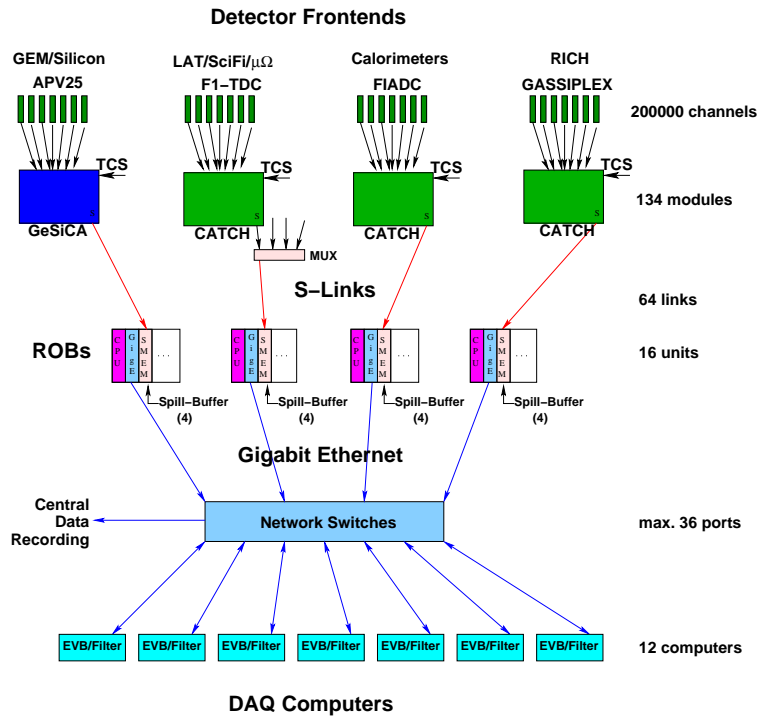 Detector Frontends
GEM/Silicon
LAT/SciFi/μΩ
Calorimeters
RICH
APV25
F1−TDC
FIADC
GASSIPLEX
200000 channels
TCS
TCS
TCS
TCS
S
S
S
S
134 modules
GeSiCA
CATCH
CATCH
CATCH
MUX
S−Links
64 links
ROBs
CPU
GigE
SMEM
...
CPU
GigE
SMEM
...
CPU
GigE
SMEM
...
CPU
GigE
SMEM
...
16 units
Spill−Buffer
(4)
Spill−Buffer
(4)
Spill−Buffer
(4)
Spill−Buffer
(4)
Gigabit Ethernet
Central
Data
Recording
Network Switches
max. 36 ports
EVB/Filter
EVB/Filter
EVB/Filter
EVB/Filter
EVB/Filter
EVB/Filter
EVB/Filter
12 computers
DAQ Computers